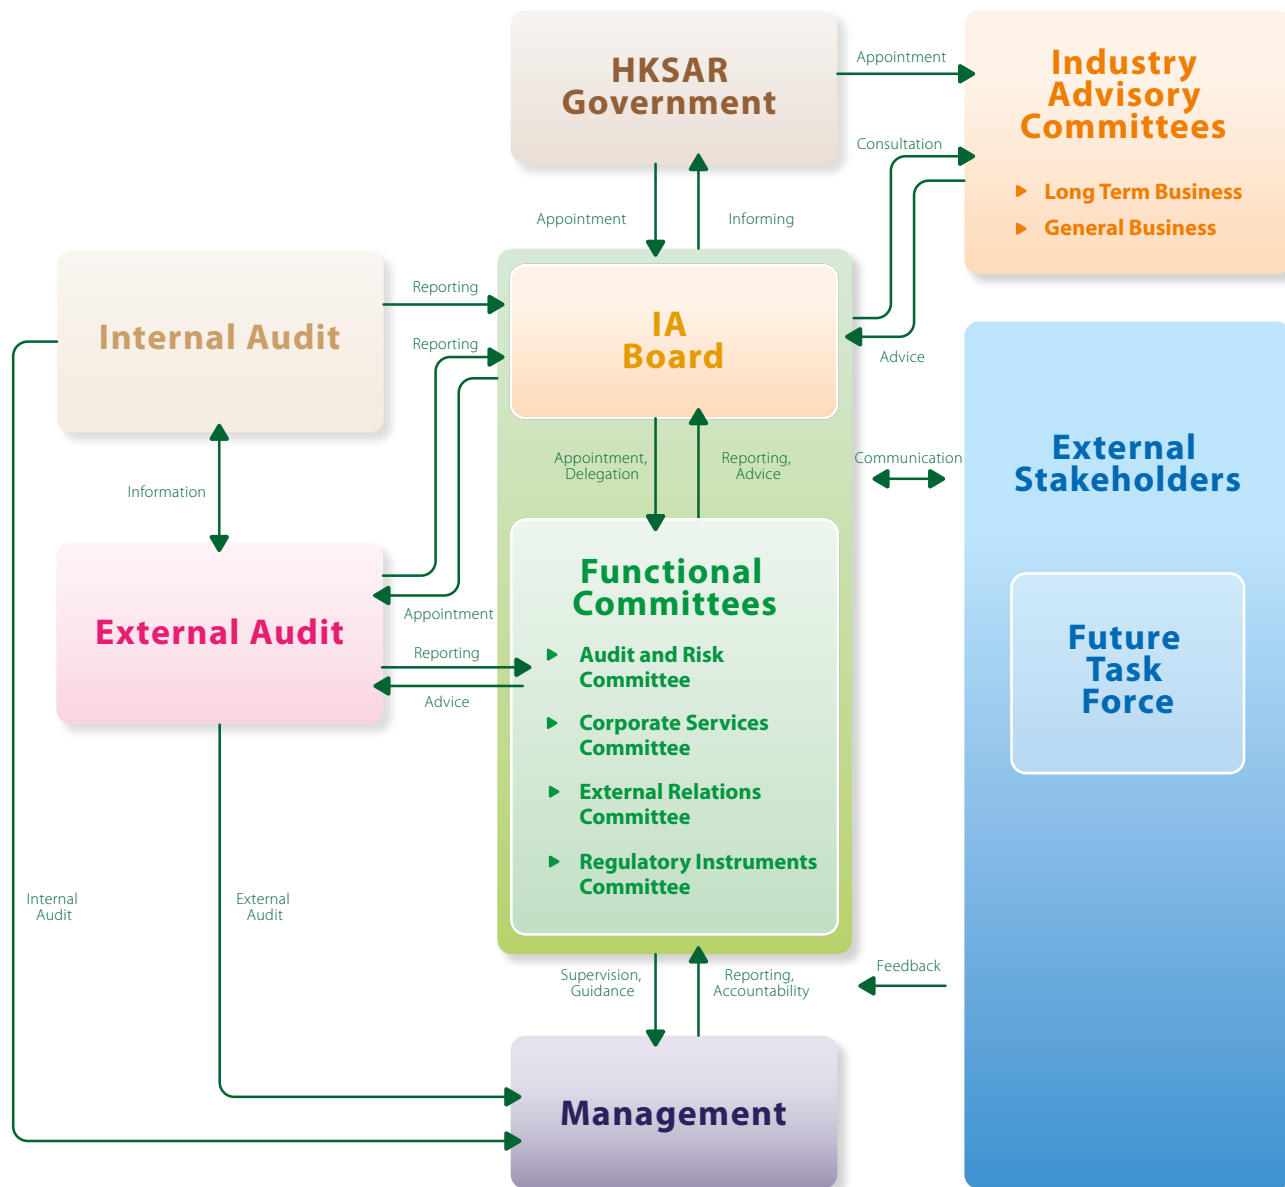 HKSAR
Government
Appointment
Industry
Advisory
Committees
Long Term Business
General Business
Consultation
Advice
Appointment
Informing
Internal Audit
Reporting
Reporting
IA
Board
Information
Appointment,
Delegation
Reporting,
Advice
Communication
External
Stakeholders
Future
Task
Force
External Audit
Appointment
Reporting
Advice
Functional
Committees
Audit and Risk
Committee
Corporate Services
Committee
External Relations
Committee
Regulatory Instruments
Committee
Internal
Audit
External
Audit
Supervision,
Guidance
Reporting,
Accountability
Feedback
Management